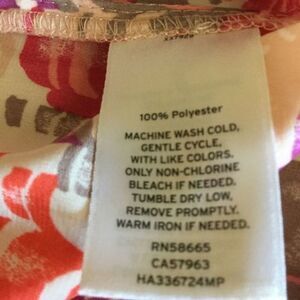 100% Polyester
MACHINE WASH COLD,
GENTLE CYCLE,
WITH LIKE COLORS.
ONLY NON-CHLORINE
BLEACH IF NEEDED.
TUMBLE DRY LOW,
REMOVE PROMPTLY.
WARM IRON IF NEEDED.
RN58665
CA57963
HA336724MP